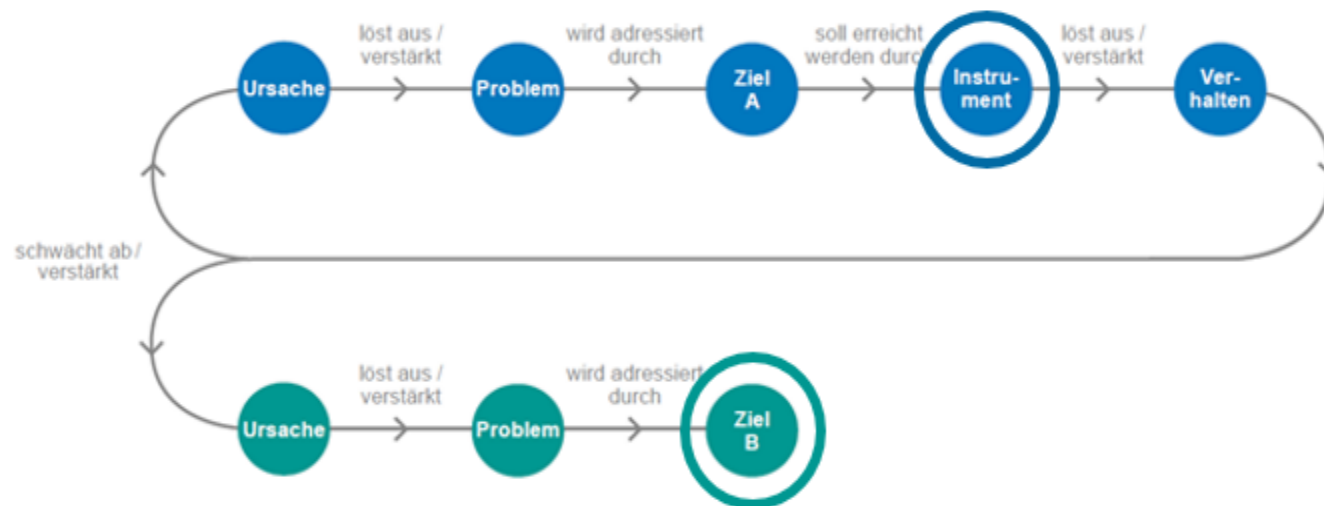 löst aus /
verstärkt
wird adressiert
durch
soll erreicht
werden durch
löst aus /
verstärkt
Ursache
Problem
Ziel
A
Instru-
ment
Ver-
halten
schwächt ab /
verstärkt
löst aus /
verstärkt
wird adressiert
durch
Ursache
Problem
Ziel
B